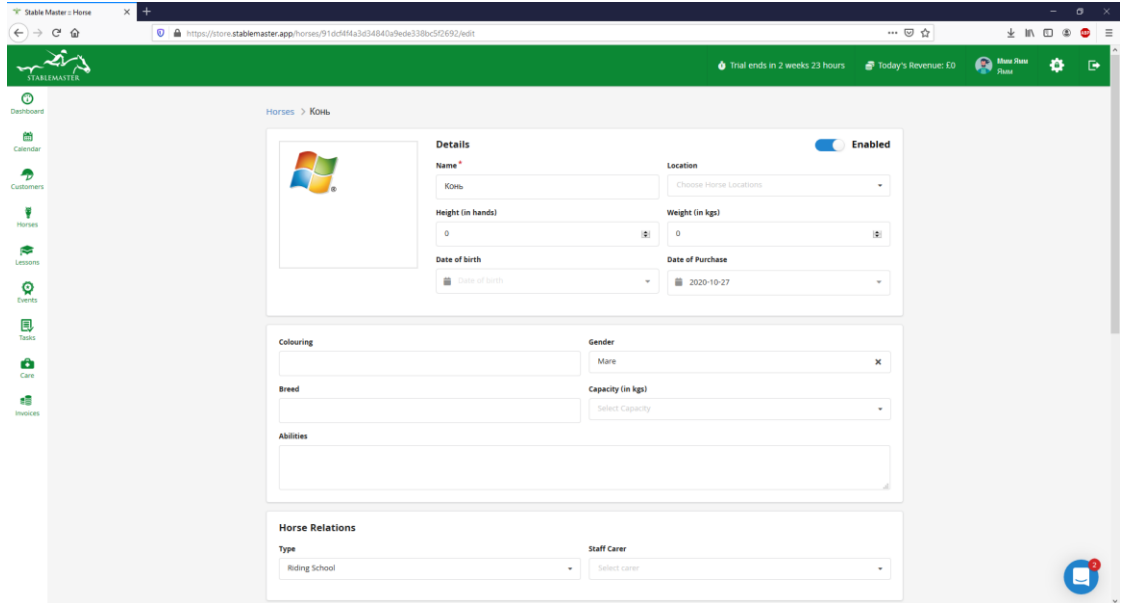 Stable Master :: Horse
https://store.stablemaster.app/horses/91dcf4f4a3d34840a9ede338bc5f2692/edit
STABLEMASTER
Trial ends in 2 weeks 23 hours
Today's Revenue: £0
Dashboard
Calendar
Customers
Horses
Lessons
Events
Tasks
Care
Invoices
Horses > Конь
Details
Enabled
Name *
Location
Конь
Choose Horse Locations
Height (in hands)
Weight (in kgs)
0
0
Date of birth
Date of Purchase
Date of birth
2020-10-27
Colouring
Gender
Mare
Breed
Capacity (in kgs)
Select Capacity
Abilities
Horse Relations
Type
Staff Carer
Riding School
Select carer
2